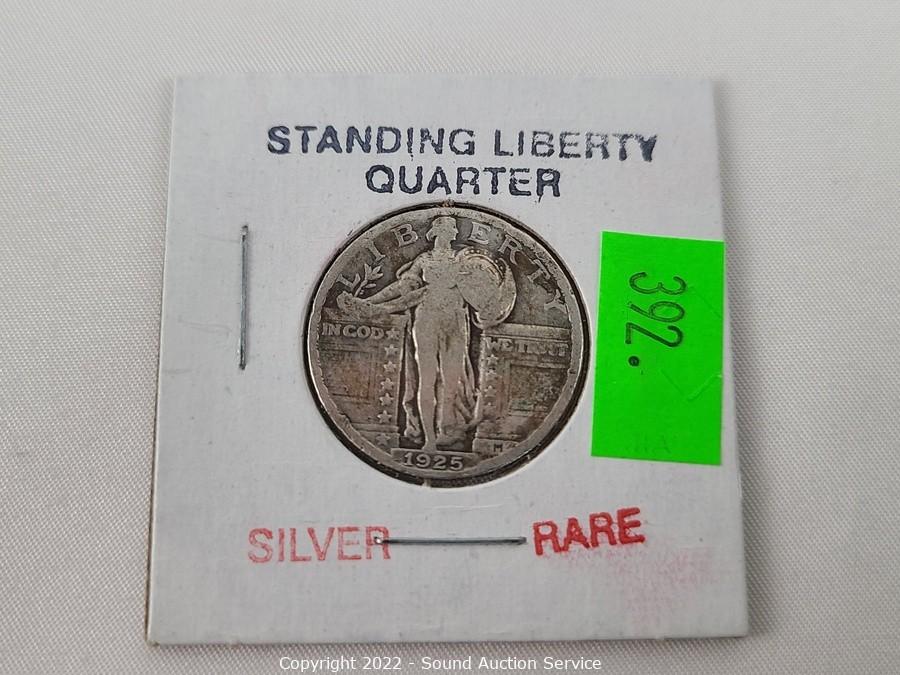 STANDING LIBERTY
QUARTER
LIBERTY
IN GOD WE TRUST
1925
392.
SILVER RARE
Copyright 2022 - Sound Auction Service